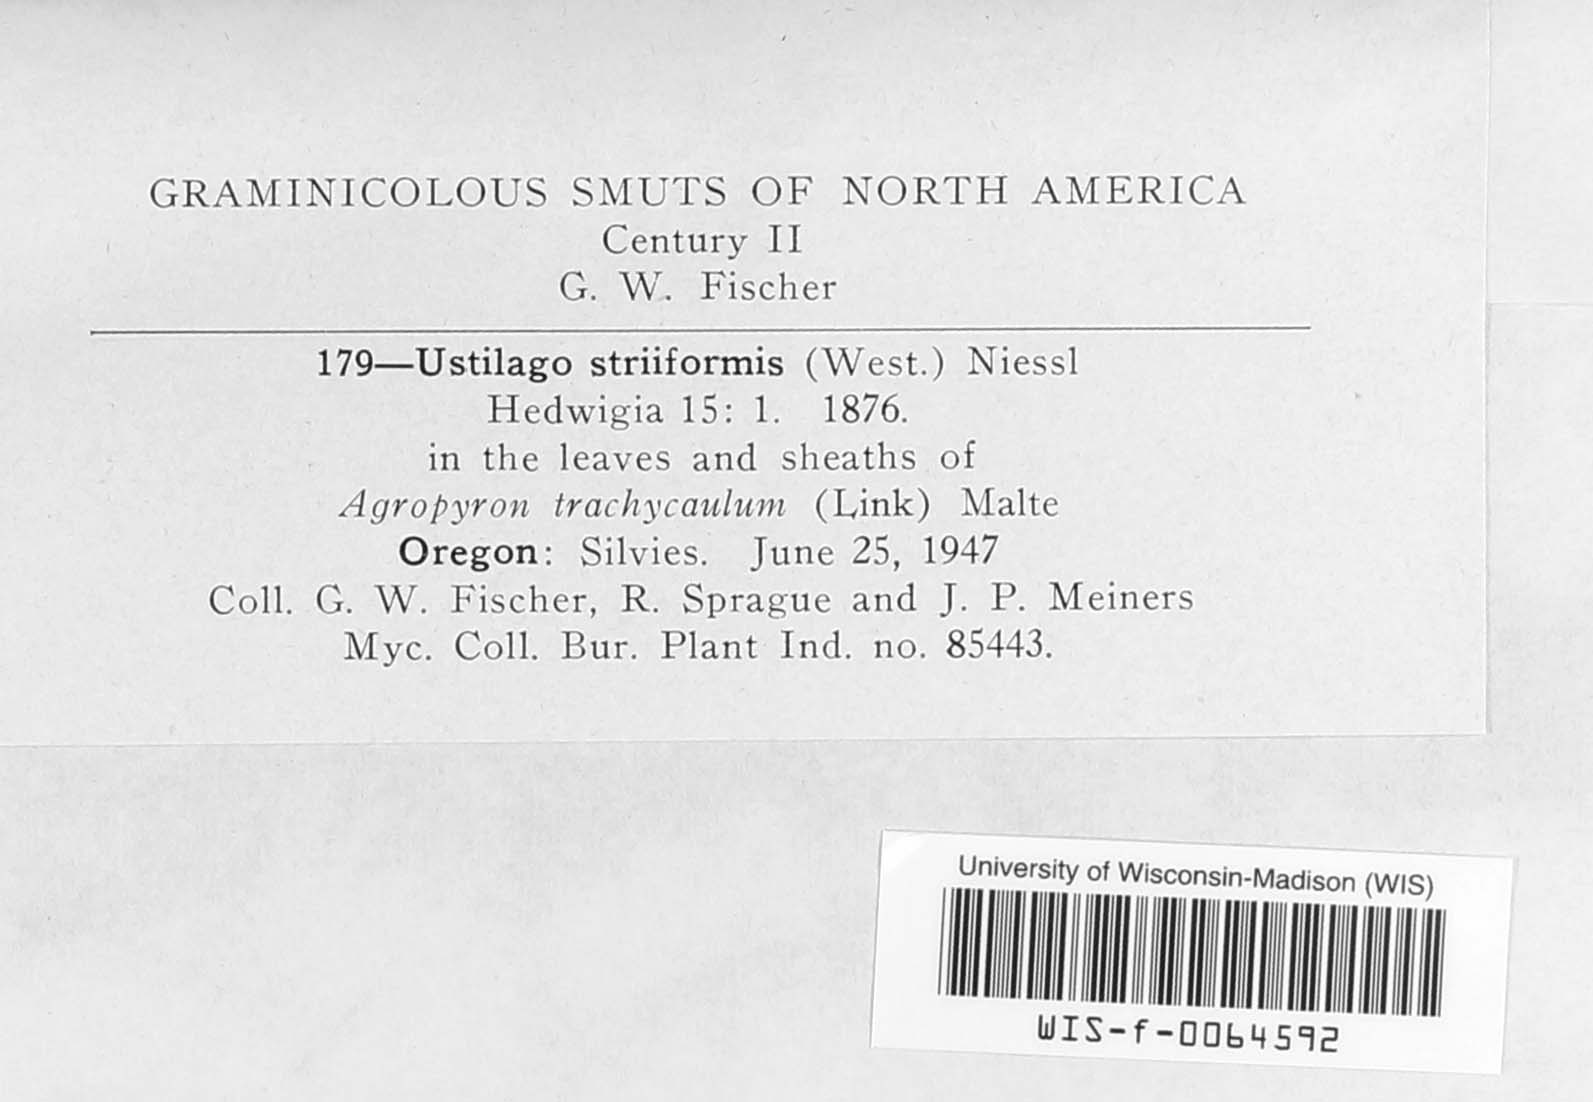 GRAMINICOLOUS SMUTS OF NORTH AMERICA
Century II
G. W. Fischer
179—Ustilago striiformis (West.) Niessl
Hedwigia 15: 1. 1876.
in the leaves and sheaths of
Agropyron trachycaulum (Link) Malte
Oregon: Silvies. June 25, 1947
Coll. G. W. Fischer, R. Sprague and J. P. Meiners
Myc. Coll. Bur. Plant Ind. no. 85443.
University of Wisconsin-Madison (WIS)
WIS-f-0064592